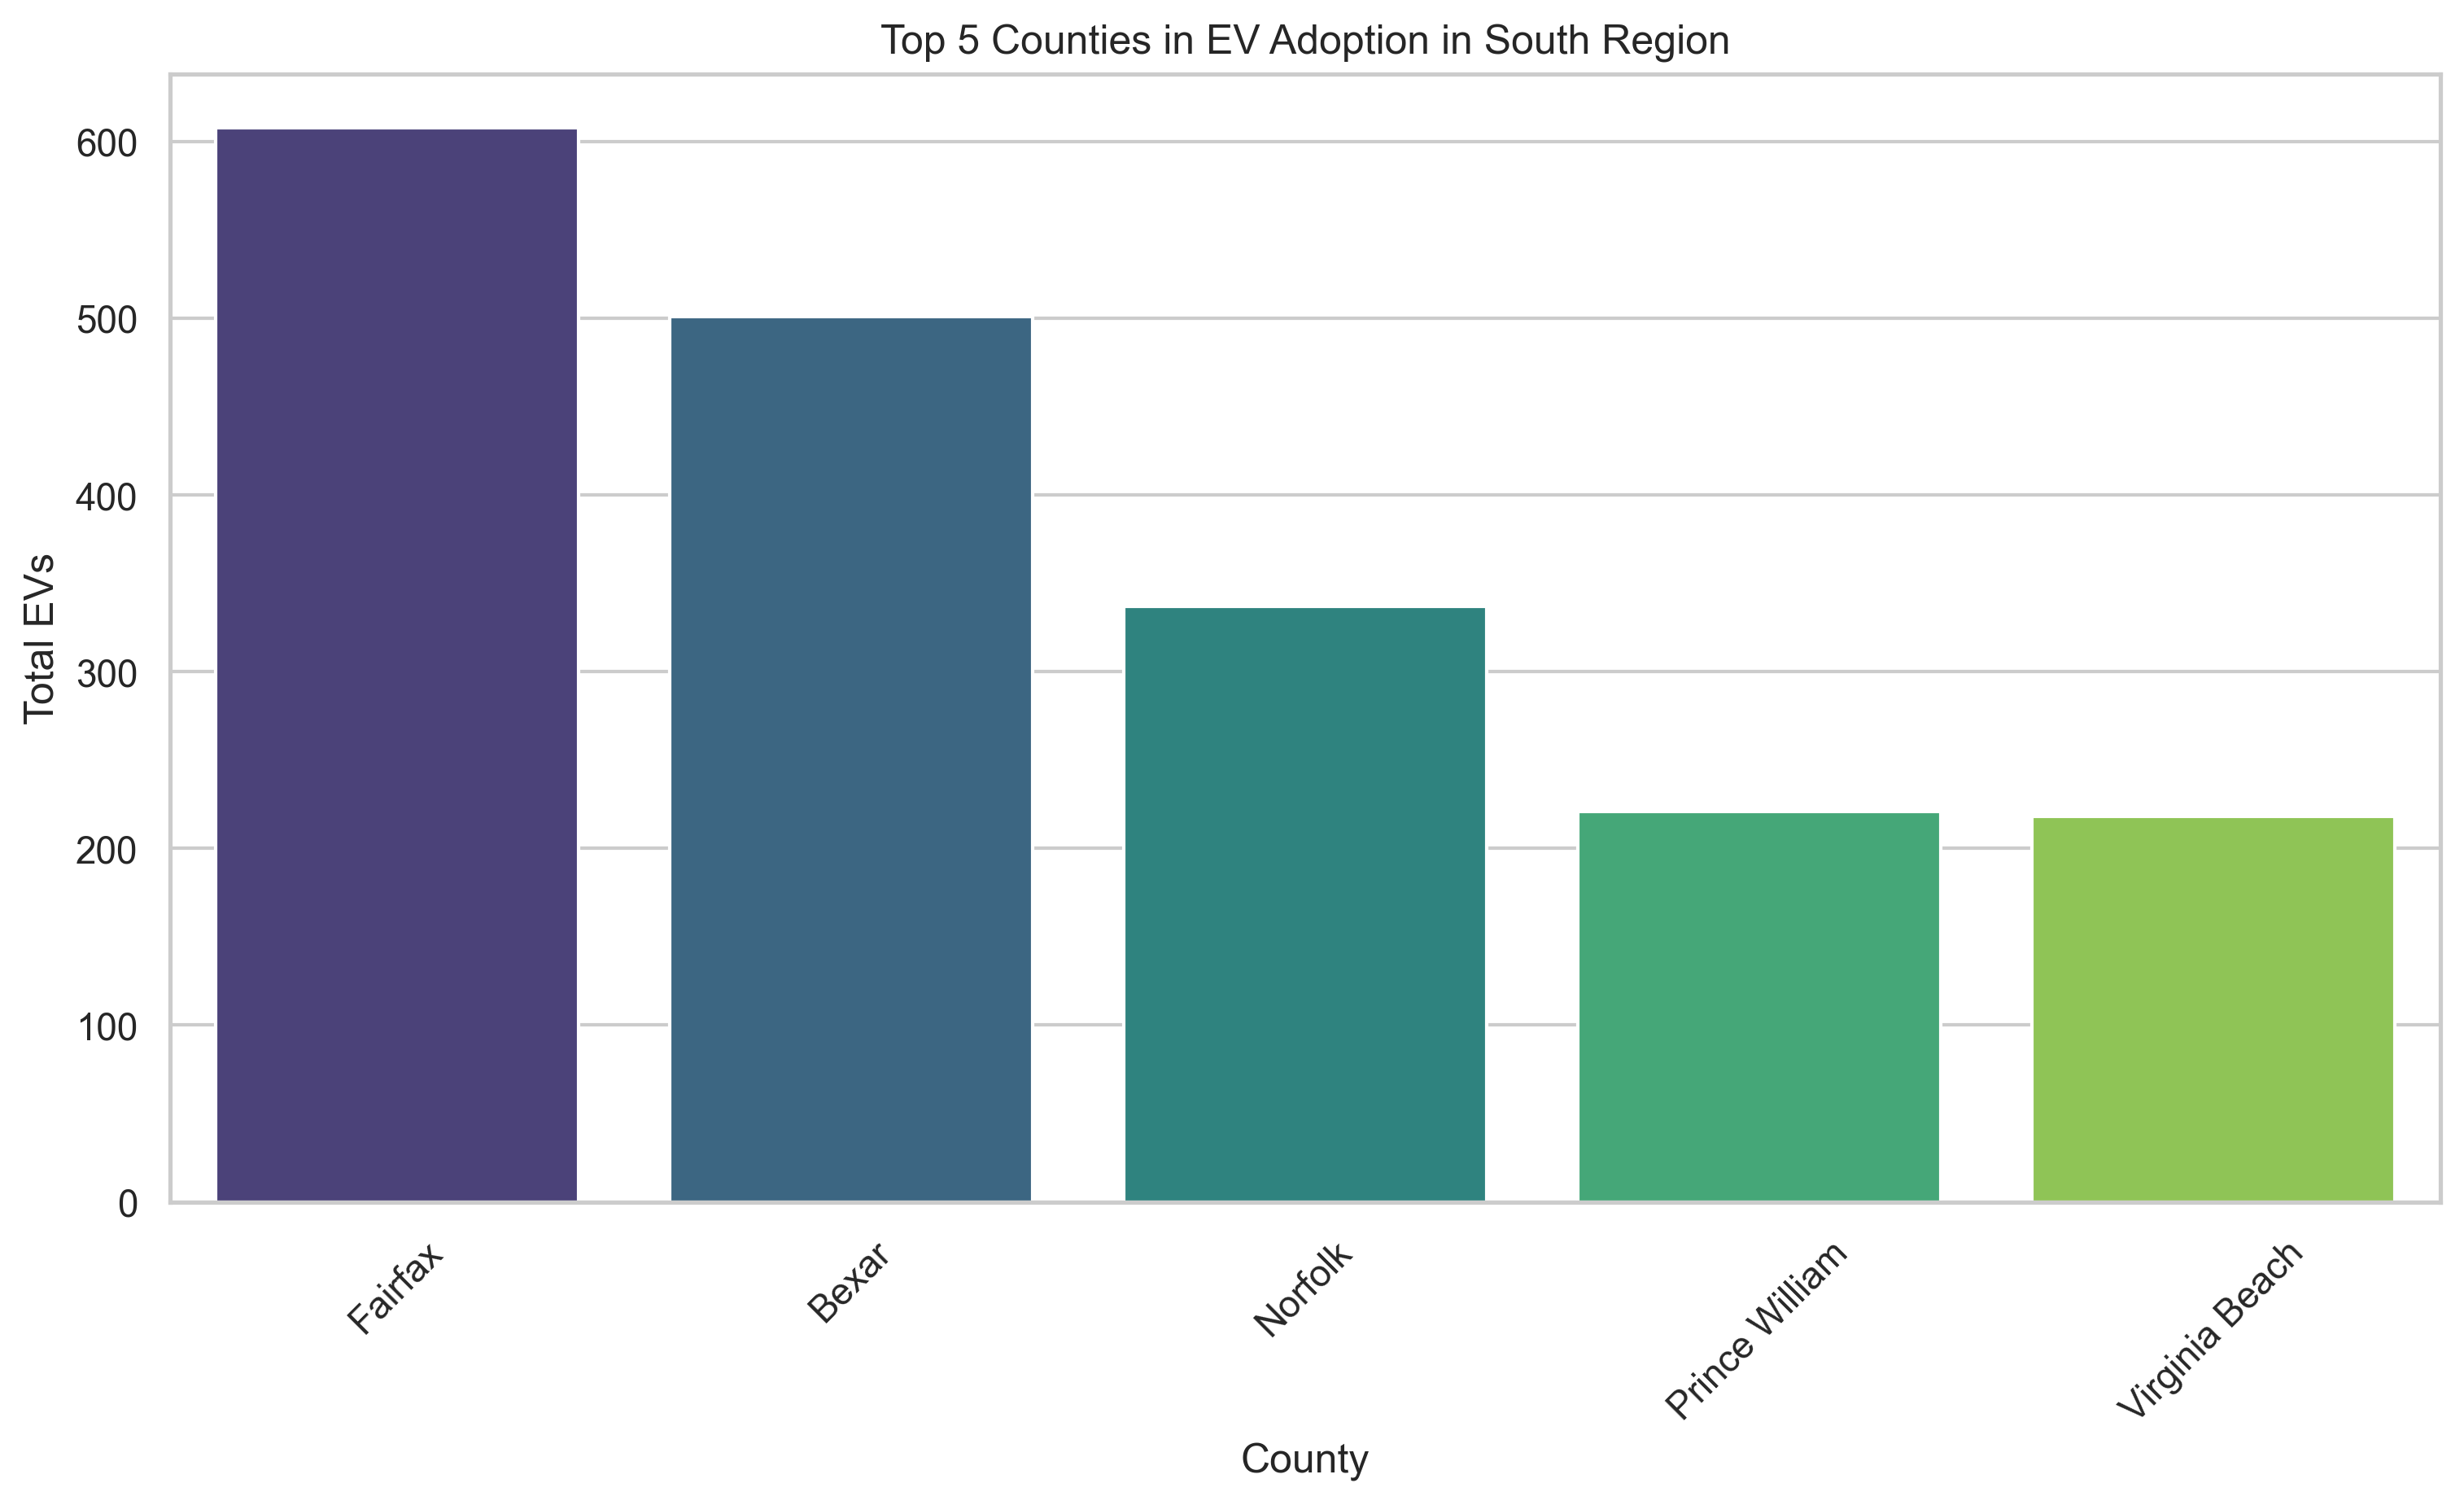 Top 5 Counties in EV Adoption in South Region
Total EVs
600
500
400
300
200
100
0
Fairfax
Bexar
Norfolk
Prince William
Virginia Beach
County